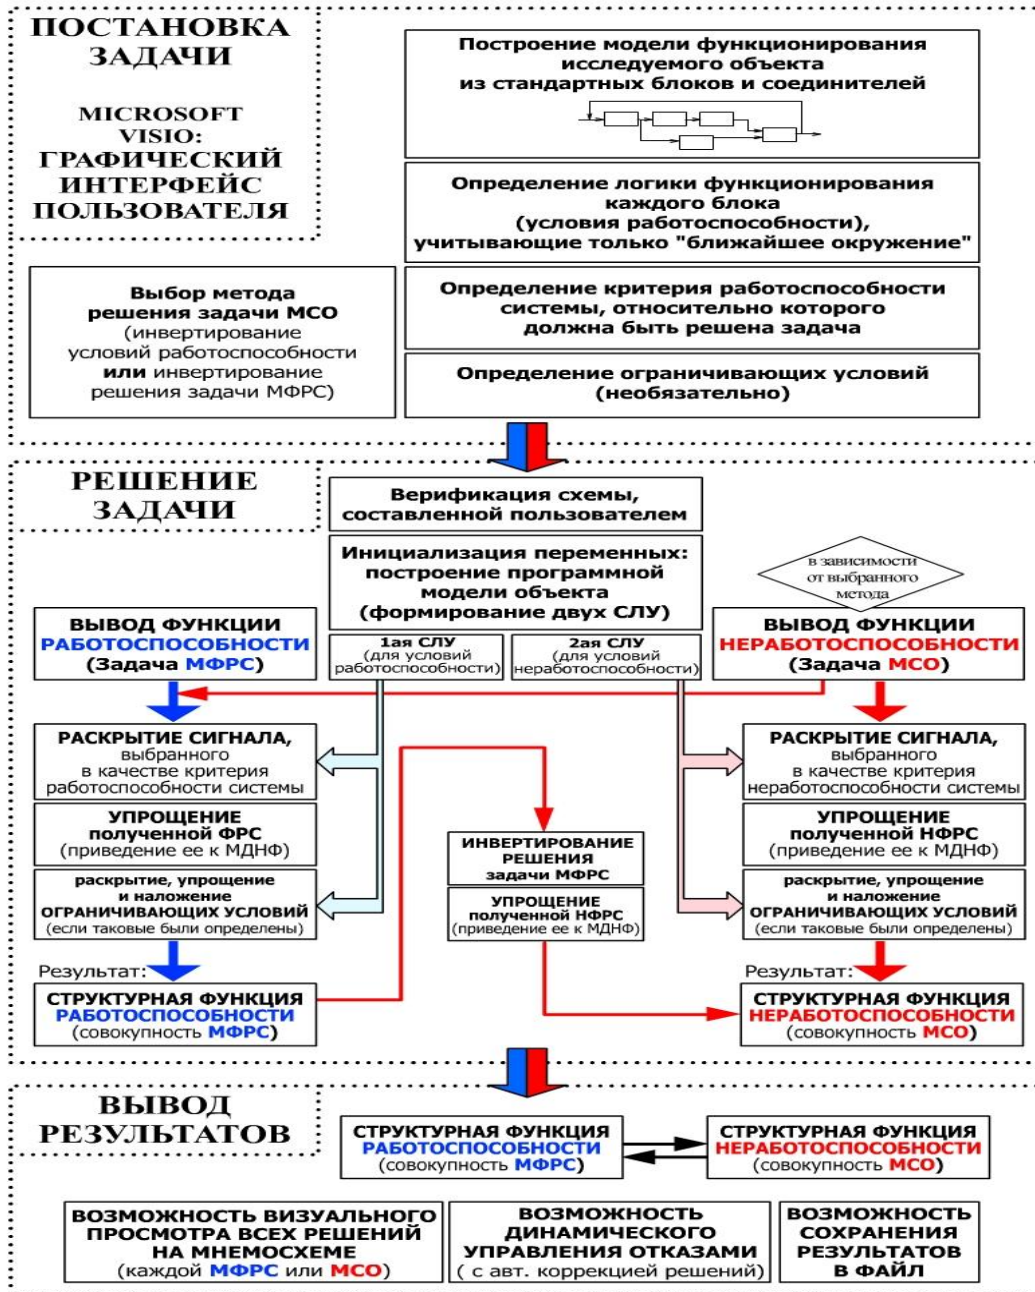 ПОСТАНОВКА
ЗАДАЧИ
MICROSOFT
VISIO:
ГРАФИЧЕСКИЙ
ИНТЕРФЕЙС
ПОЛЬЗОВАТЕЛЯ
Построение модели функционирования
исследуемого объекта
из стандартных блоков и соединителей
Определение логики функционирования
каждого блока
(условия работоспособности),
учитывающие только "ближайшее окружение"
Выбор метода
решения задачи МСО
(инвертирование
условий работоспособности
или инвертирование
решения задачи МФРС)
Определение критерия работоспособности
системы, относительно которого
должна быть решена задача
Определение ограничивающих условий
(необязательно)
РЕШЕНИЕ
ЗАДАЧИ
Верификация схемы,
составленной пользователем
Инициализация переменных:
построение программной
модели объекта
(формирование двух СЛУ)
в зависимости
от выбранного
метода
ВЫВОД ФУНКЦИИ
РАБОТОСПОСОБНОСТИ
(Задача МФРС)
1ая СЛУ
(для условий
работоспособности)
2ая СЛУ
(для условий
неработоспособности)
ВЫВОД ФУНКЦИИ
НЕРАБОТОСПОСОБНОСТИ
(Задача МСО)
РАСКРЫТИЕ СИГНАЛА,
выбранного
в качестве критерия
работоспособности системы
УПРОЩЕНИЕ
полученной ФРС
(приведение ее к МДНФ)
раскрытие, упрощение
и наложение
ОГРАНИЧИВАЮЩИХ УСЛОВИЙ
(если таковые были определены)
Результат:
СТРУКТУРНАЯ ФУНКЦИЯ
РАБОТОСПОСОБНОСТИ
(совокупность МФРС)
ИНВЕРТИРОВАНИЕ
РЕШЕНИЯ
задачи МФРС
УПРОЩЕНИЕ
полученной НФРС
(приведение ее к МДНФ)
РАСКРЫТИЕ СИГНАЛА,
выбранного
в качестве критерия
неработоспособности системы
УПРОЩЕНИЕ
полученной НФРС
(приведение ее к МДНФ)
раскрытие, упрощение
и наложение
ОГРАНИЧИВАЮЩИХ УСЛОВИЙ
(если таковые были определены)
Результат:
СТРУКТУРНАЯ ФУНКЦИЯ
НЕРАБОТОСПОСОБНОСТИ
(совокупность МСО)
ВЫВОД
РЕЗУЛЬТАТОВ
СТРУКТУРНАЯ ФУНКЦИЯ
РАБОТОСПОСОБНОСТИ
(совокупность МФРС)
СТРУКТУРНАЯ ФУНКЦИЯ
НЕРАБОТОСПОСОБНОСТИ
(совокупность МСО)
ВОЗМОЖНОСТЬ ВИЗУАЛЬНОГО
ПРОСМОТРА ВСЕХ РЕШЕНИЙ
НА МНЕМОСХЕМЕ
(каждой МФРС или МСО)
ВОЗМОЖНОСТЬ
ДИНАМИЧЕСКОГО
УПРАВЛЕНИЯ ОТКАЗАМИ
( с авт. коррекцией решений)
ВОЗМОЖНОСТЬ
СОХРАНЕНИЯ
РЕЗУЛЬТАТОВ
В ФАЙЛ